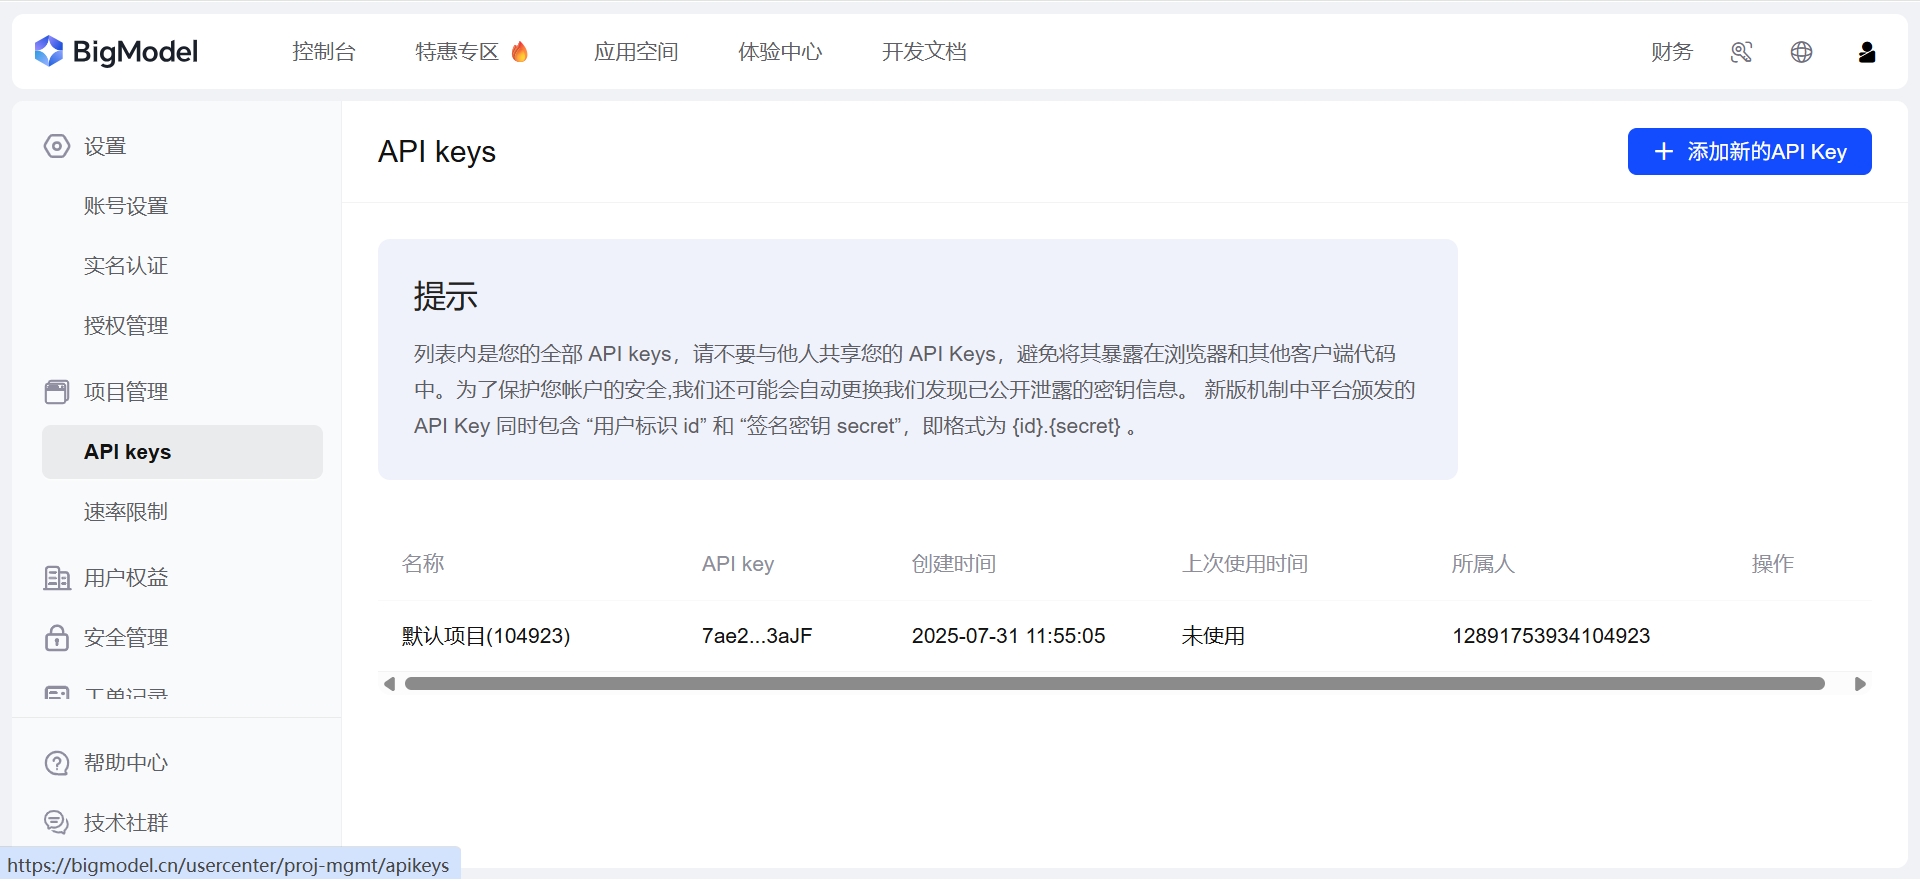 BigModel
控制台
特惠专区
应用空间
体验中心
开发文档
财务
设置
账号设置
实名认证
授权管理
项目管理
API keys
速率限制
用户权益
安全管理
工单记录
帮助中心
技术社群
API keys
添加新的API Key
提示
列表内是您的全部 API keys，请不要与他人共享您的 API Keys，避免将其暴露在浏览器和其他客户端代码
中。为了保护您帐户的安全,我们还可能会自动更换我们发现已公开泄露的密钥信息。 新版机制中平台颁发的
API Key 同时包含 “用户标识 id” 和 “签名密钥 secret”，即格式为 {id}.{secret} 。
名称 API key 创建时间 上次使用时间 所属人 操作
默认项目(104923) 7ae2...3aJF 2025-07-31 11:55:05 未使用 12891753934104923
https://bigmodel.cn/usercenter/proj-mgmt/apikeys